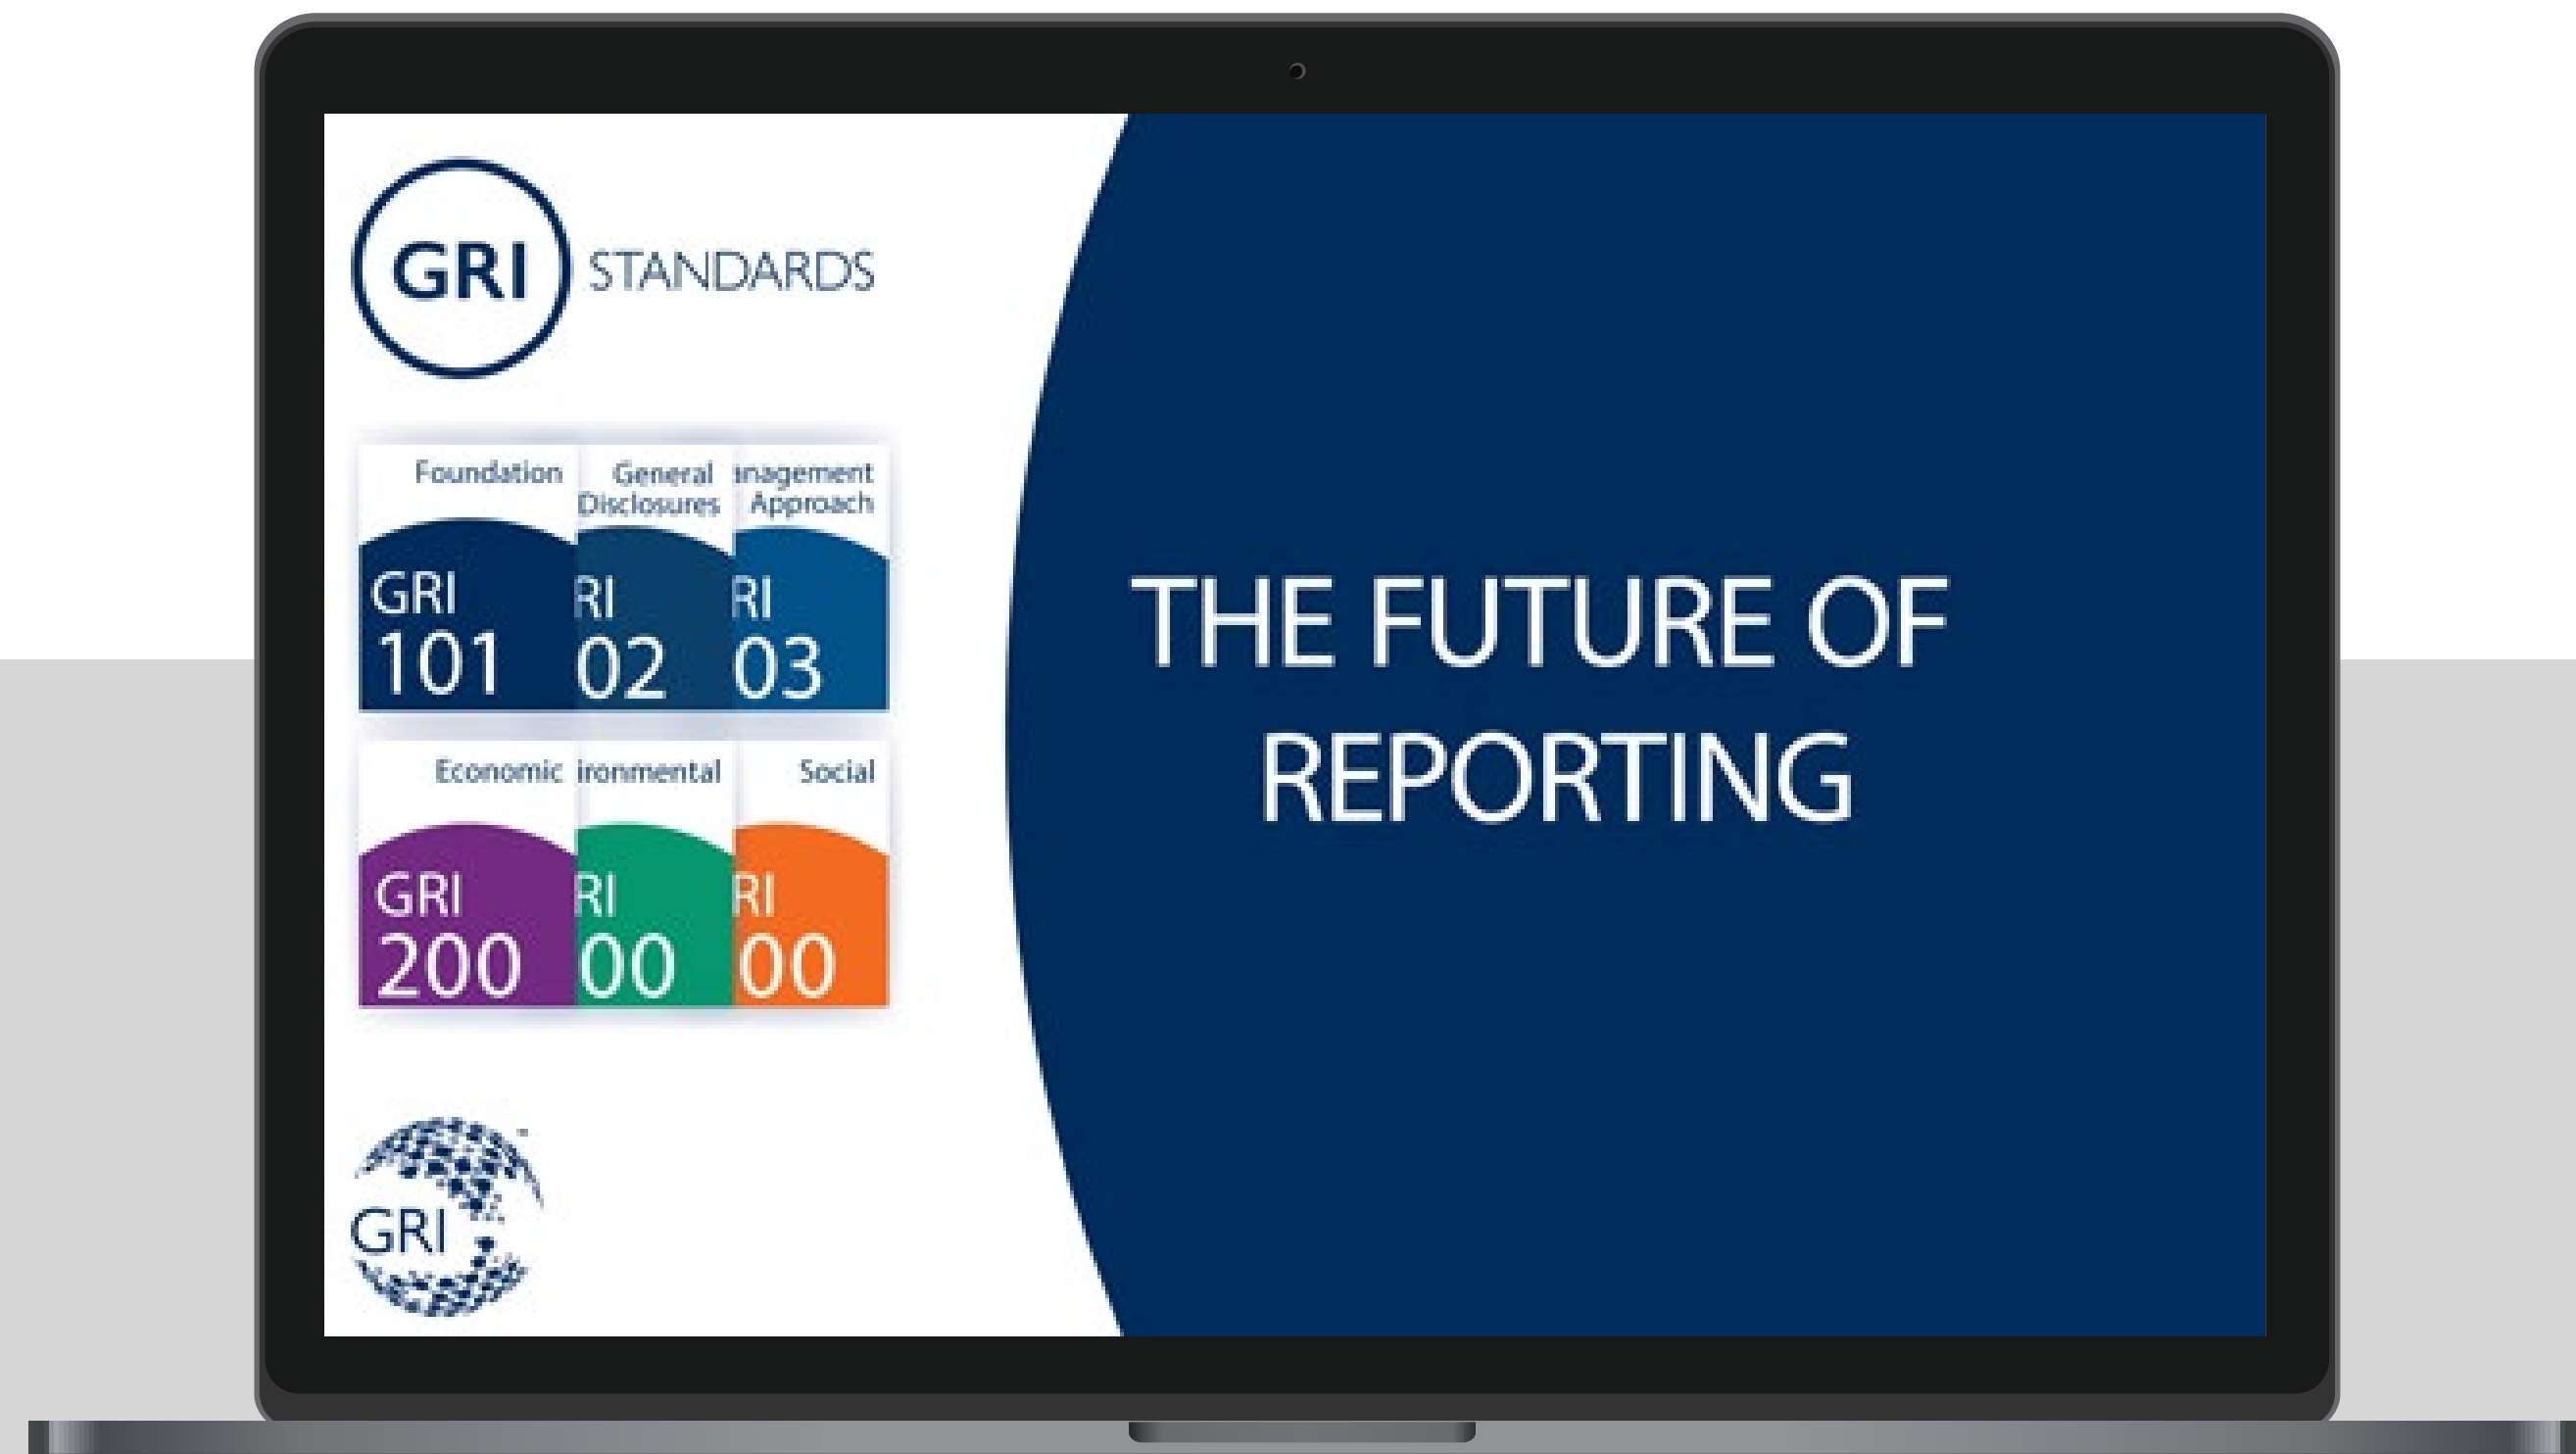 GRI STANDARDS
Foundation
General
Disclosures
anagement
Approach
GRI
101
RI
02
RI
03
Economic
ironmental
Social
GRI
200
RI
00
RI
00
GRI
THE FUTURE OF
REPORTING